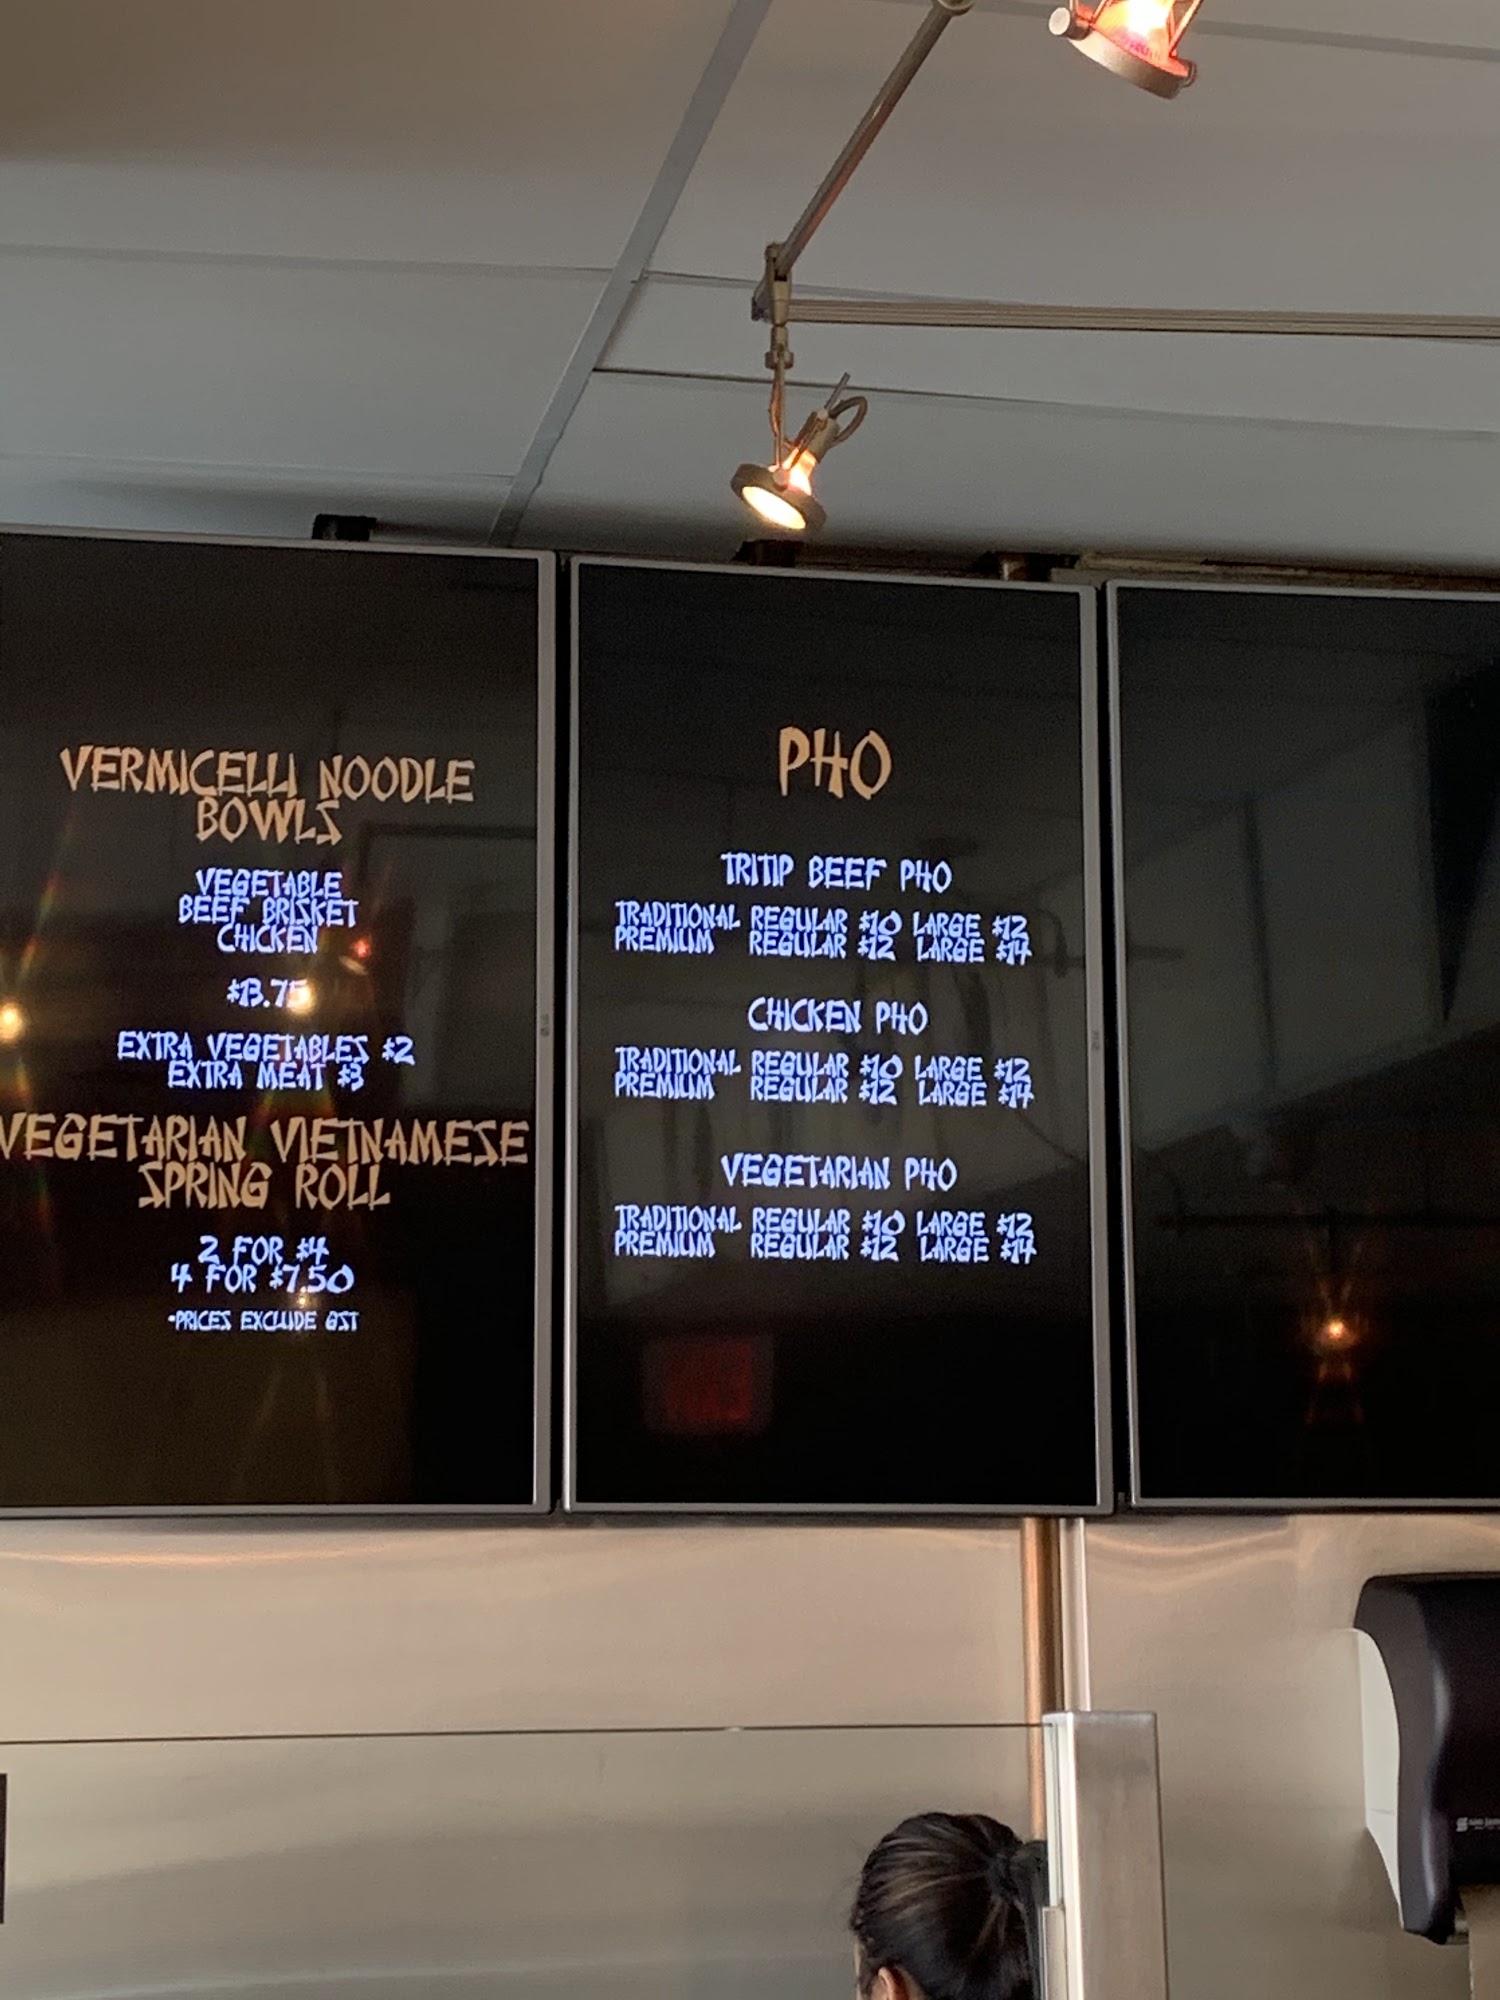 VERMICELLI NOODLE
BOWLS
VEGETABLE
BEEF BRISKET
CHICKEN
$13.75
EXTRA VEGETABLES $2
EXTRA MEAT $3
VEGETARIAN VIETNAMESE
SPRING ROLL
2 FOR $4
4 FOR $7.50
*PRICES EXCLUDE GST
PHO
TRITIP BEEF PHO
TRADITIONAL REGULAR $10 LARGE $12
PREMIUM REGULAR $12 LARGE $14
CHICKEN PHO
TRADITIONAL REGULAR $10 LARGE $12
PREMIUM REGULAR $12 LARGE $14
VEGETARIAN PHO
TRADITIONAL REGULAR $10 LARGE $12
PREMIUM REGULAR $12 LARGE $14